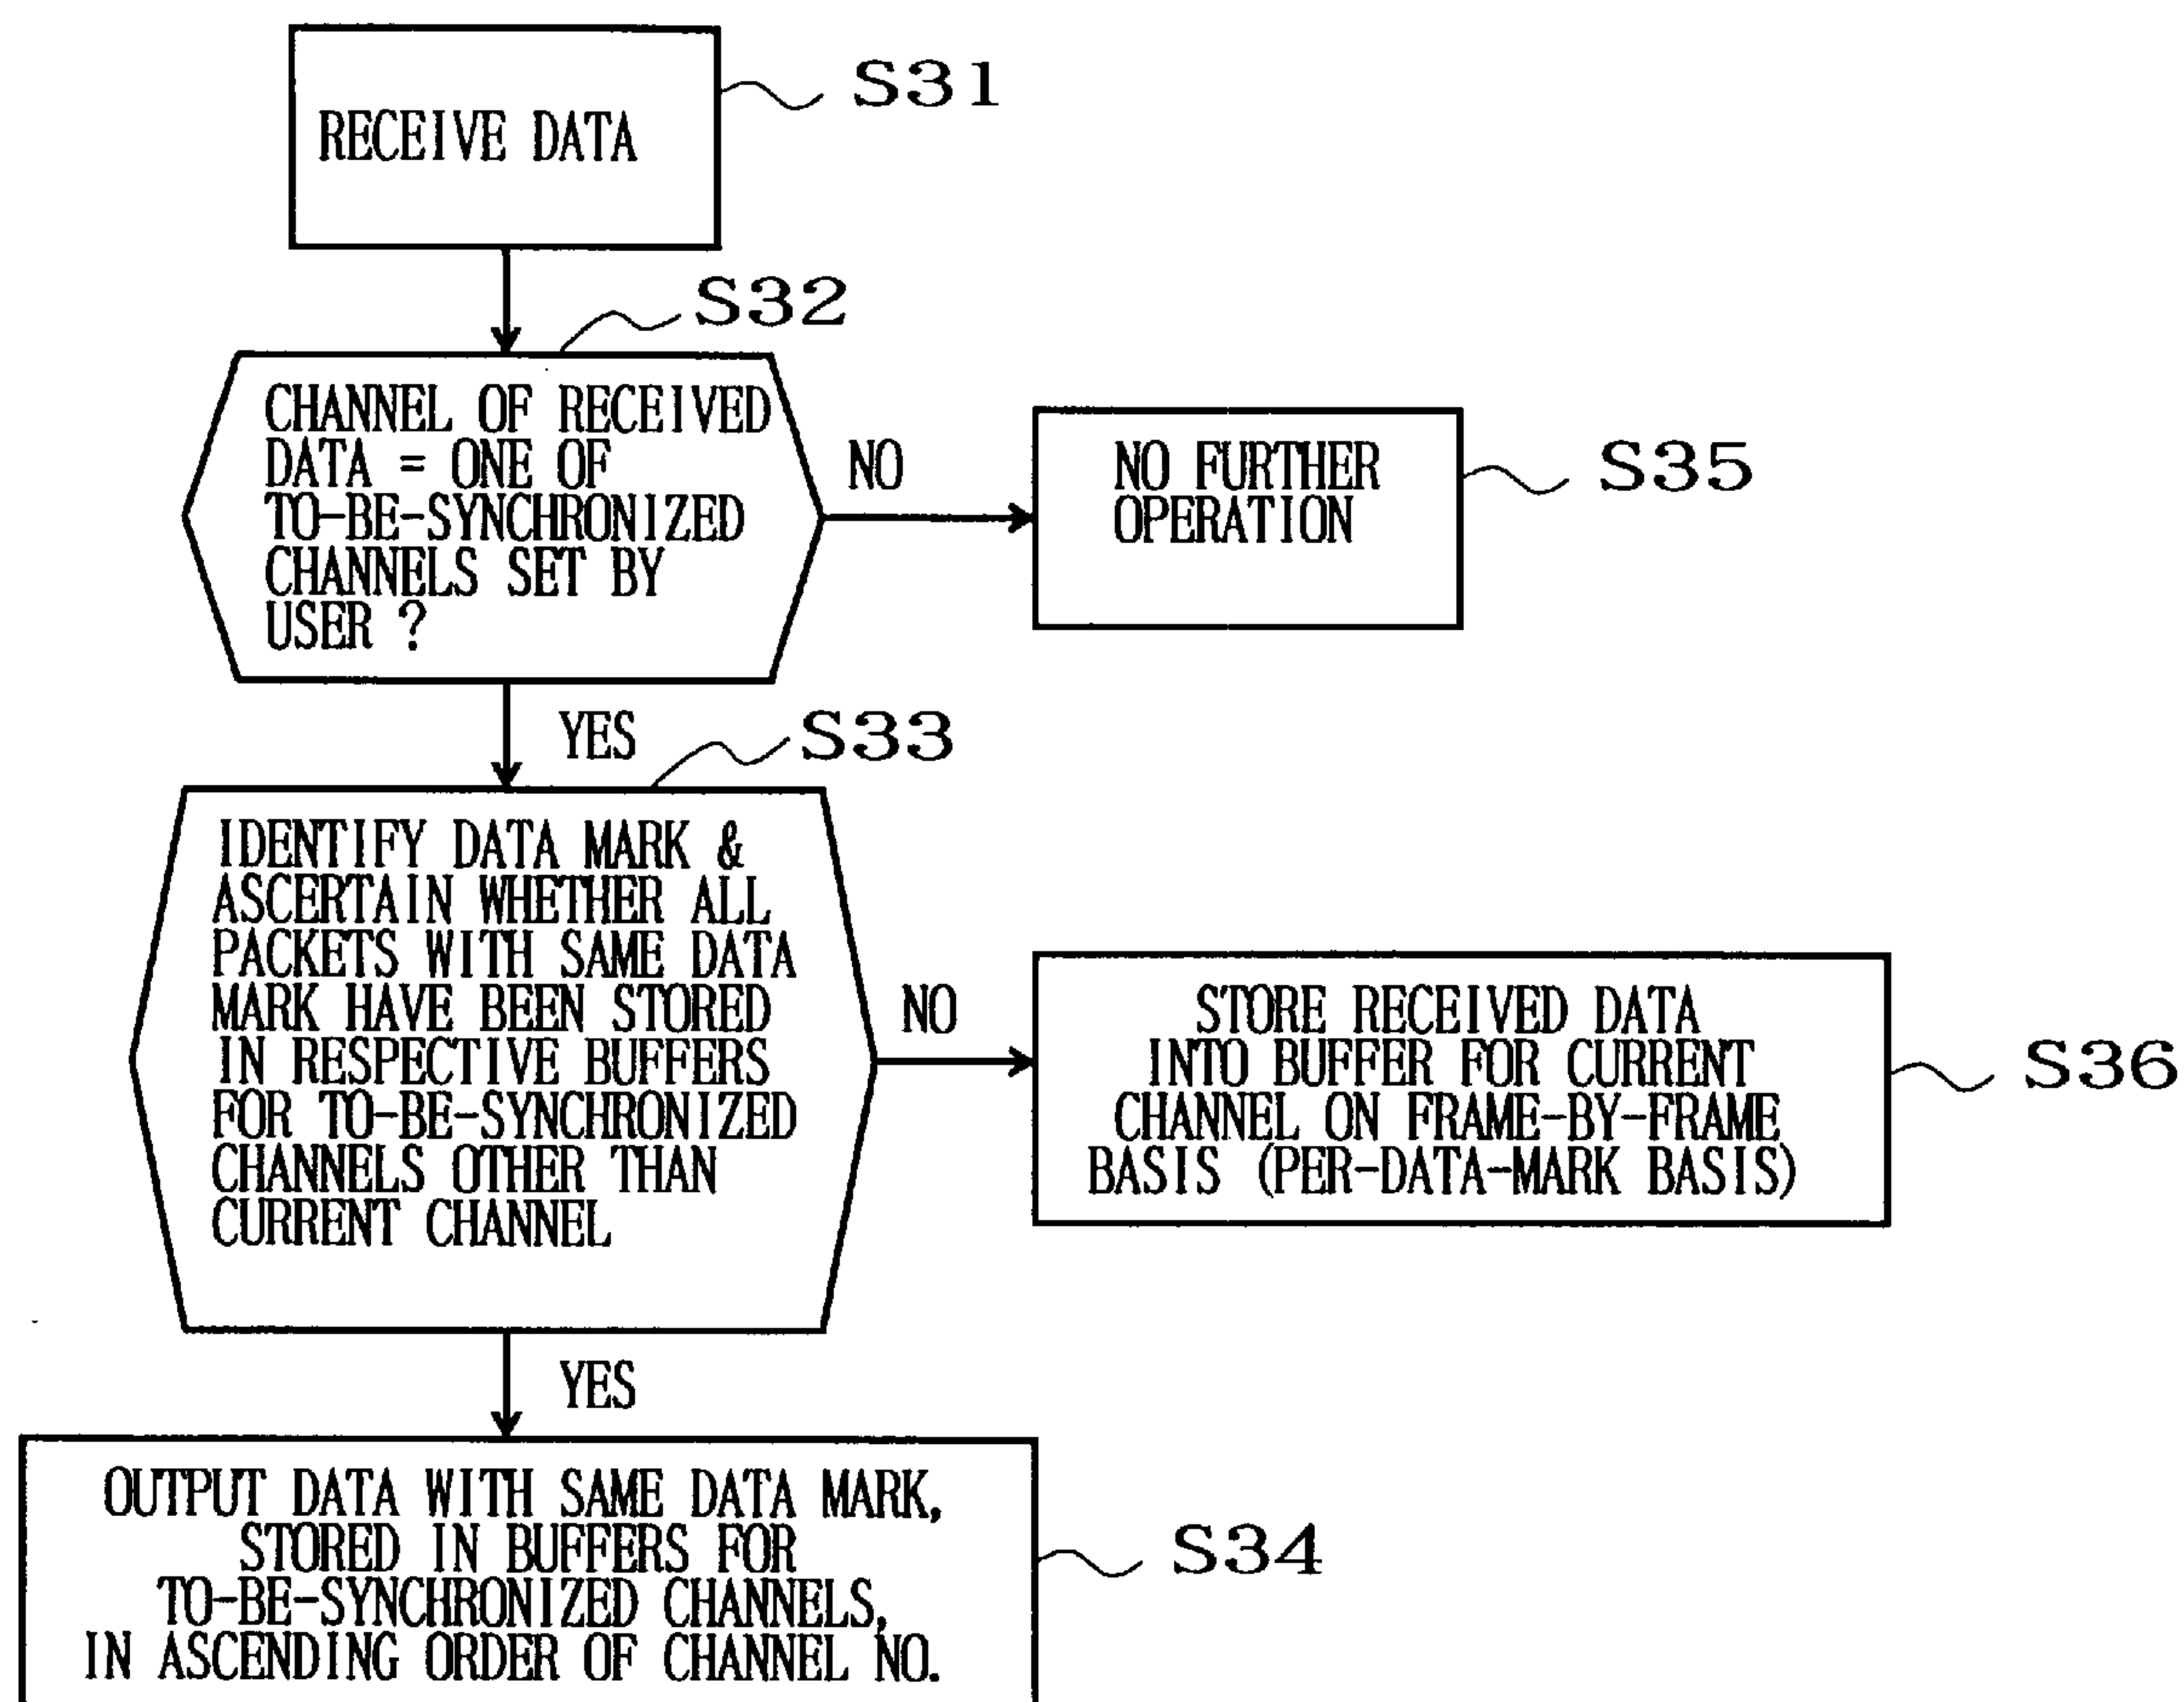 RECEIVE DATA
S31
S32
CHANNEL OF RECEIVED
DATA = ONE OF
TO-BE-SYNCHRONIZED
CHANNELS SET BY
USER ?
NO
NO FURTHER
OPERATION
S35
YES
S33
IDENTIFY DATA MARK &
ASCERTAIN WHETHER ALL
PACKETS WITH SAME DATA
MARK HAVE BEEN STORED
IN RESPECTIVE BUFFERS
FOR TO-BE-SYNCHRONIZED
CHANNELS OTHER THAN
CURRENT CHANNEL
NO
STORE RECEIVED DATA
INTO BUFFER FOR CURRENT
CHANNEL ON FRAME-BY-FRAME
BASIS (PER-DATA-MARK BASIS)
S36
YES
OUTPUT DATA WITH SAME DATA MARK,
STORED IN BUFFERS FOR
TO-BE-SYNCHRONIZED CHANNELS,
IN ASCENDING ORDER OF CHANNEL NO.
S34